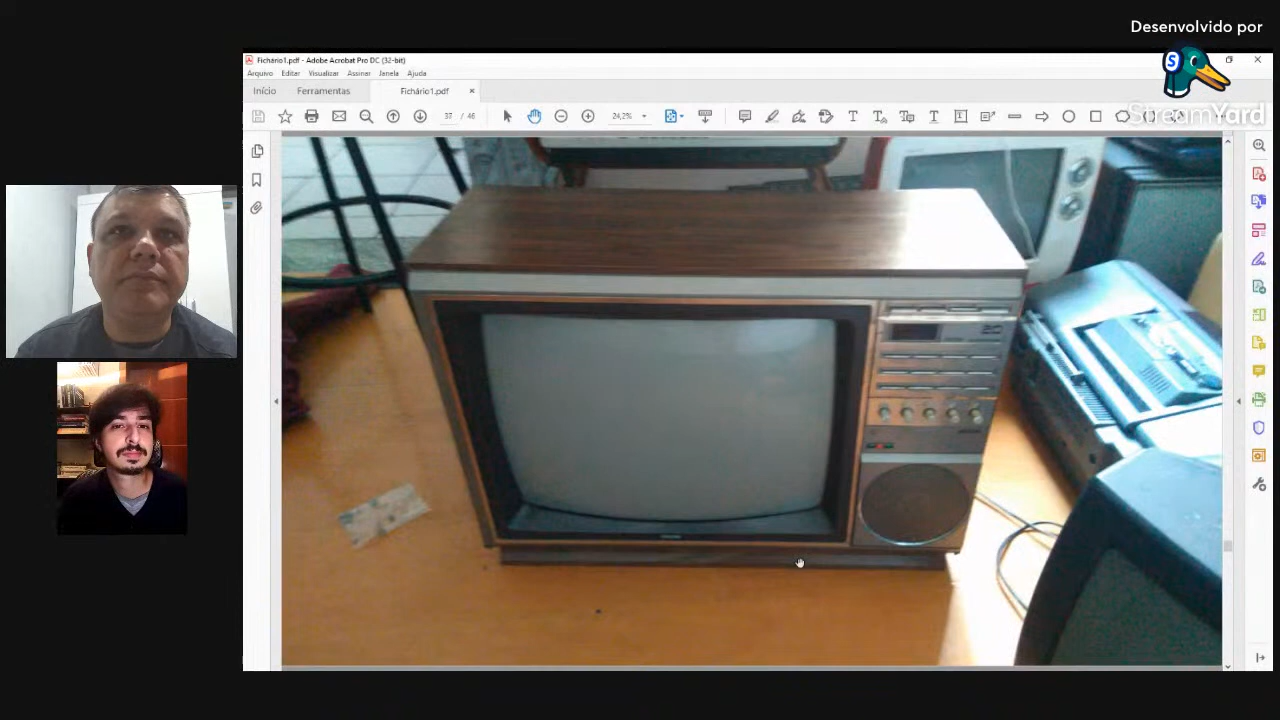 Desenvolvido por
StreamYard
Fichário1.pdf - Adobe Acrobat Pro DC (32-bit)
Arquivo Editar Visualizar Assinar Janela Ajuda
Início Ferramentas Fichário1.pdf
37 / 46
24,2%